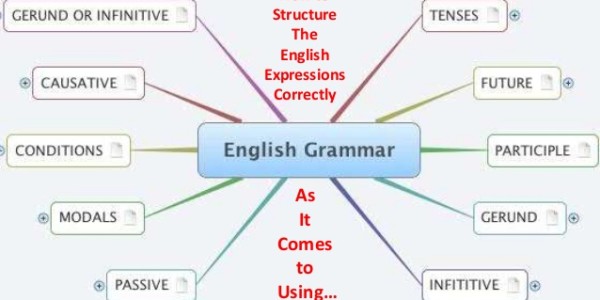 Structure
The
English
Expressions
Correctly
GERUND OR INFINITIVE
CAUSATIVE
CONDITIONS
MODALS
PASSIVE
English Grammar
TENSES
FUTURE
PARTICIPLE
GERUND
INFITITIVE
As
It
Comes
to
Using...